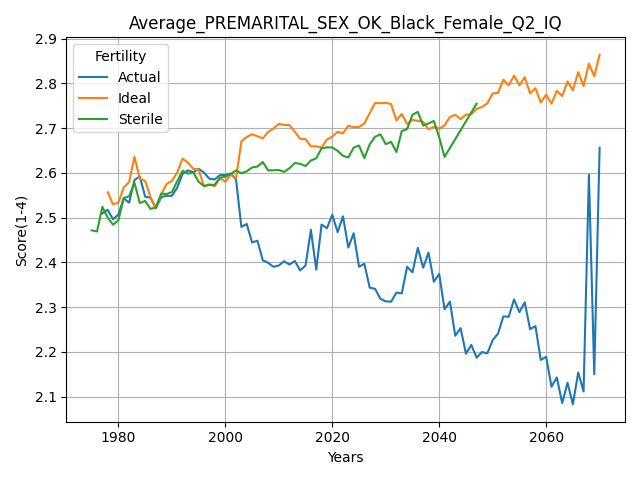 Average_PREMARITAL_SEX_OK_Black_Female_Q2_IQ
Fertility
Actual
Ideal
Sterile
Score(1-4)
2.9
2.8
2.7
2.6
2.5
2.4
2.3
2.2
2.1
1980 2000 2020 2040 2060
Years